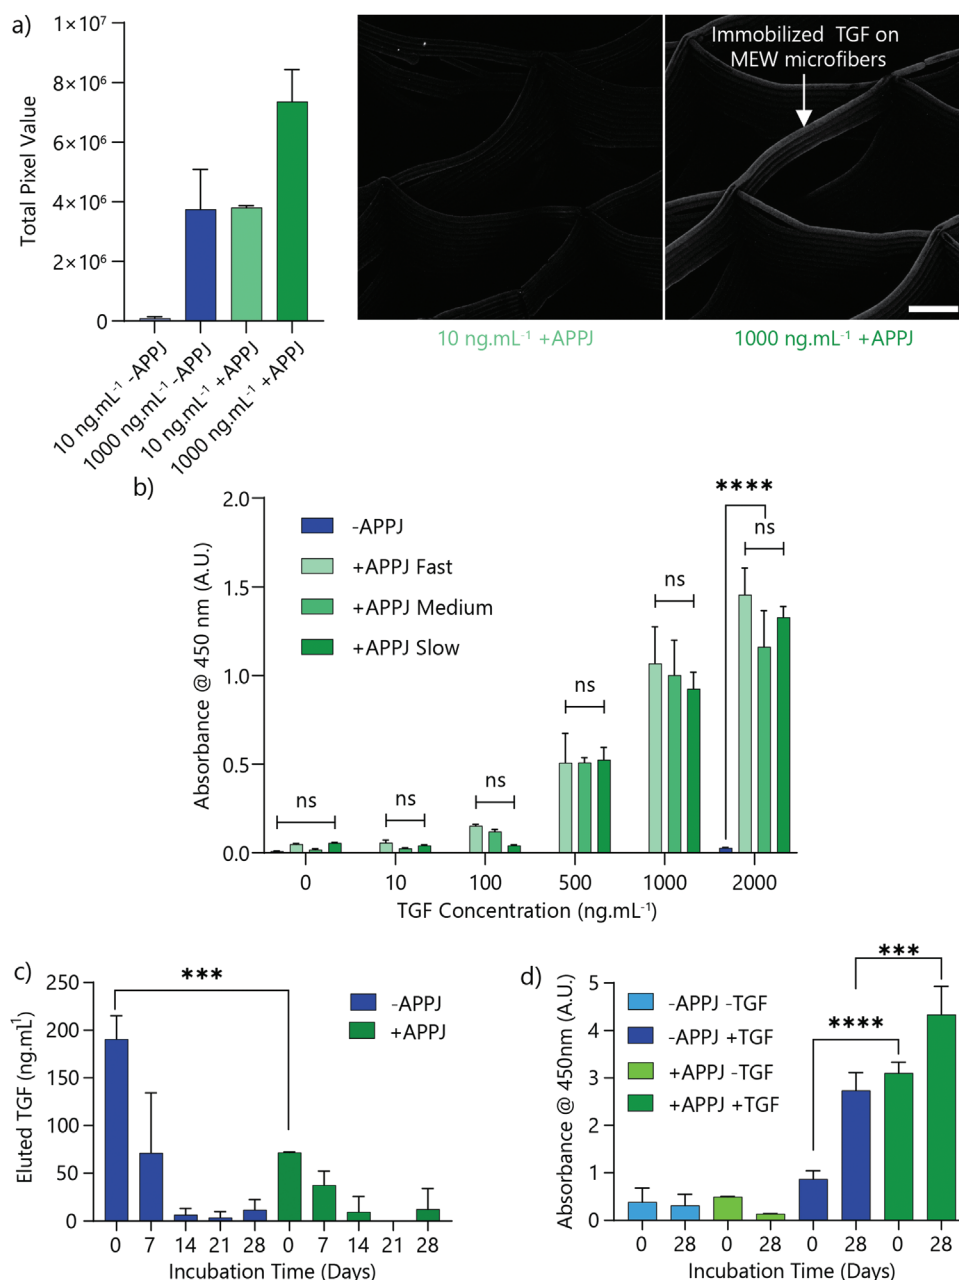 a)
Total Pixel Value
1×10⁷
8×10⁶
6×10⁶
4×10⁶
2×10⁶
0
10 ng.mL⁻¹ -APPJ
1000 ng.mL⁻¹ -APPJ
10 ng.mL⁻¹ +APPJ
1000 ng.mL⁻¹ +APPJ
Immobilized TGF on
MEW microfibers
10 ng.mL⁻¹ +APPJ
1000 ng.mL⁻¹ +APPJ
b)
Absorbance @ 450 nm (A.U.)
2.0
1.5
1.0
0.5
0.0
-APPJ
+APPJ Fast
+APPJ Medium
+APPJ Slow
ns
ns
ns
ns
ns
****
ns
0 10 100 500 1000 2000
TGF Concentration (ng.mL⁻¹)
c)
Eluted TGF (ng.mL¹)
250
200
150
100
50
0
***
-APPJ
+APPJ
0 7 14 21 28 0 7 14 21 28
Incubation Time (Days)
d)
Absorbance @ 450nm (A.U.)
5
4
3
2
1
0
-APPJ -TGF
-APPJ +TGF
+APPJ -TGF
+APPJ +TGF
****
***
0 28 0 28 0 28 0 28
Incubation Time (Days)